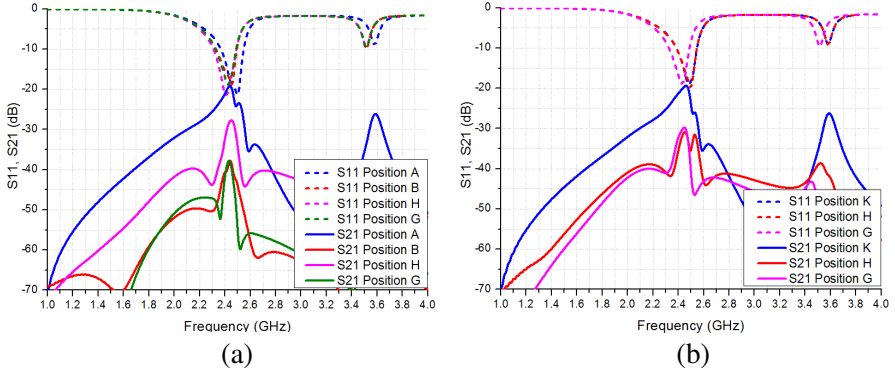 0
-10
-20
-30
-40
-50
-60
-70
S11, S21 (dB)
S11 Position A
S11 Position B
S11 Position H
S11 Position G
S21 Position A
S21 Position B
S21 Position H
S21 Position G
1.0 1.2 1.4 1.6 1.8 2.0 2.2 2.4 2.6 2.8 3.0 3.2 3.4 3.6 3.8 4.0
Frequency (GHz)
(a)
0
-10
-20
-30
-40
-50
-60
-70
S11, S21 (dB)
S11 Position K
S11 Position H
S11 Position G
S21 Position K
S21 Position H
S21 Position G
1.0 1.2 1.4 1.6 1.8 2.0 2.2 2.4 2.6 2.8 3.0 3.2 3.4 3.6 3.8 4.0
Frequency (GHz)
(b)